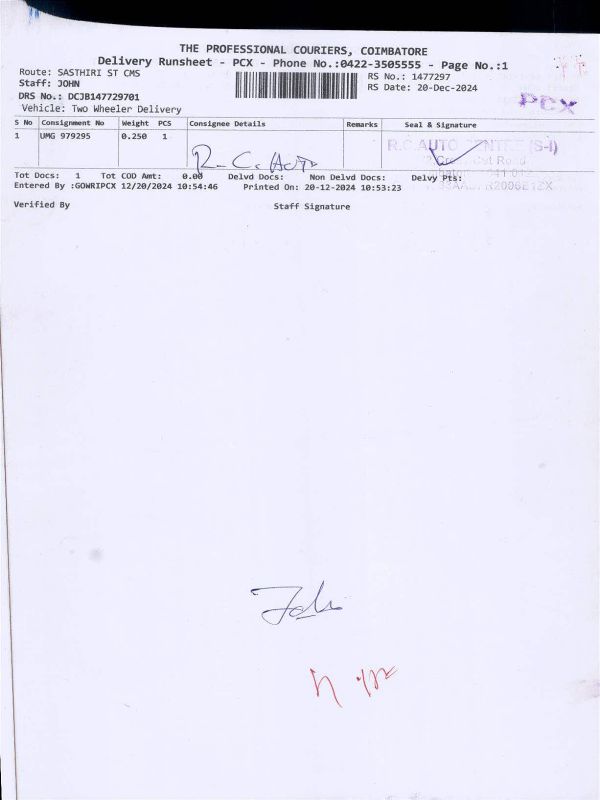 THE PROFESSIONAL COURIERS, COIMBATORE
Delivery Runsheet - PCX - Phone No.:0422-3505555 - Page No.:1
Route: SASTHIRI ST CMS
Staff: JOHN
DRS No.: DCJB147729701
Vehicle: Two Wheeler Delivery
RS No.: 1477297
RS Date: 20-Dec-2024
PCX
S No Consignment No Weight PCS Consignee Details Remarks Seal & Signature
1 UMG 979295 0.250 1 R.C. Auto R.C.AUTO (S-I)
Road
Tot Docs: 1 Tot COD Amt: 0.00 Delvd Docs: Non Delvd Docs: Delvy Pts:
Entered By :GOWRIPCX 12/20/2024 10:54:46 Printed On: 20-12-2024 10:53:23
Verified By Staff Signature